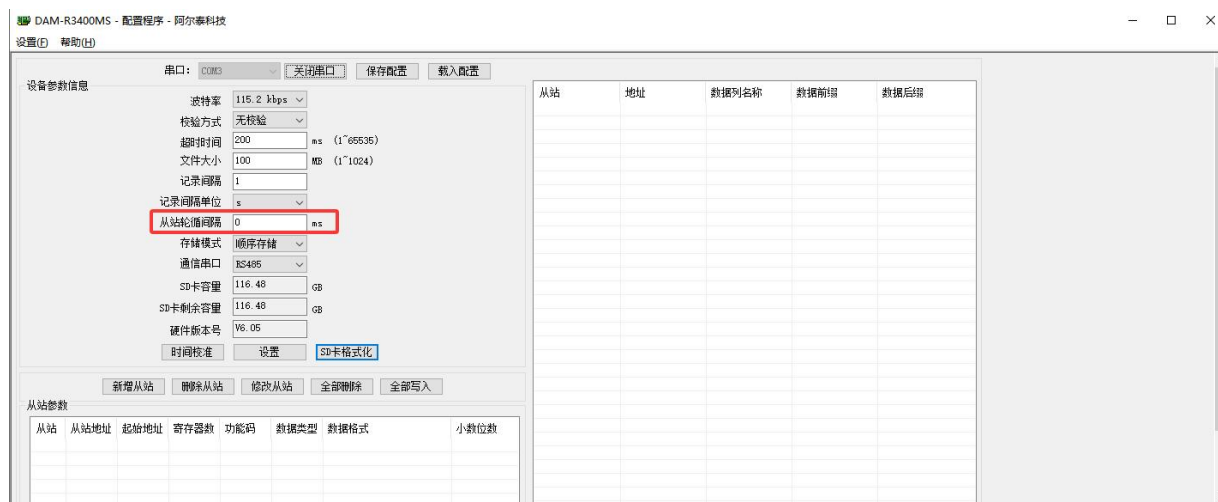 DAM-R3400MS - 配置程序 - 阿尔泰科技
设置(F) 帮助(H)
串口： COM3 关闭串口 保存配置 载入配置
设备参数信息
波特率 115.2 kbps
校验方式 无校验
超时时间 200 ms (1~65535)
文件大小 100 MB (1~1024)
记录间隔 1
记录间隔单位 s
从站轮循间隔 0 ms
存储模式 顺序存储
通信串口 RS485
SD卡容量 116.48 GB
SD卡剩余容量 116.48 GB
硬件版本号 V6.05
时间校准 设置 SD卡格式化
新增从站 删除从站 修改从站 全部删除 全部写入
从站参数
从站 从站地址 起始地址 寄存器数 功能码 数据类型 数据格式 小数位数
从站 地址 数据列名称 数据前缀 数据后缀